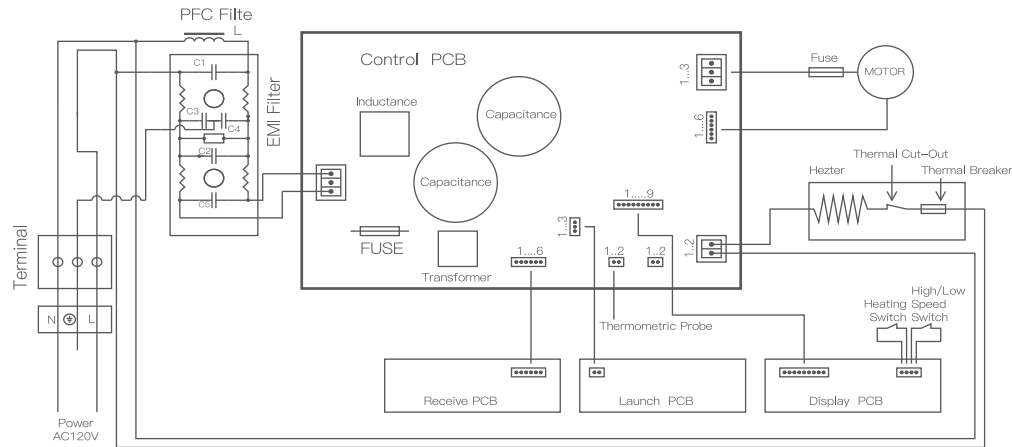 PFC Filte
L
C1
C3
C4
C2
C5
EMI Filter
Terminal
N
L
Power
AC120V
Control PCB
Inductance
Capacitance
Capacitance
FUSE
Transformer
1....6
1...3
1.....9
1..2
1..2
1...3
1...6
1..2
Fuse
MOTOR
Thermal Cut-Out
Hezter
Thermal Breaker
Thermometric Probe
High/Low
Heating Speed
Switch Switch
Receive PCB
Launch PCB
Display PCB